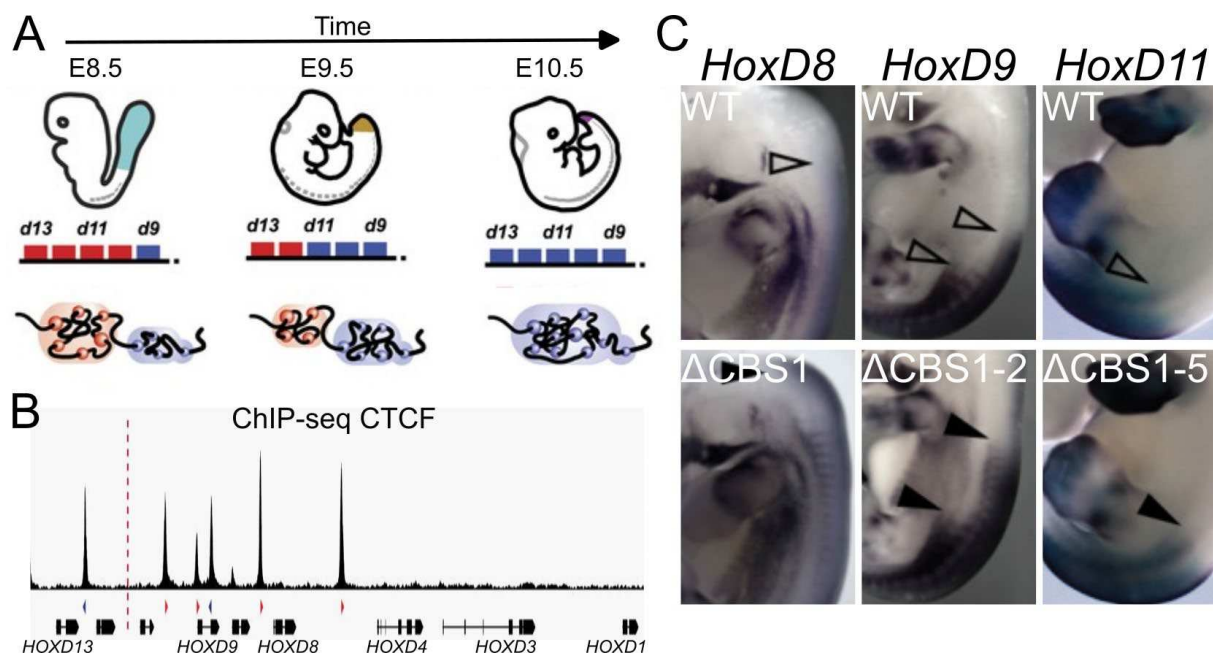 A
Time
E8.5 E9.5 E10.5
d13 d11 d9
d13 d11 d9
d13 d11 d9
B
ChIP-seq CTCF
HOXD13 HOXD9 HOXD8 HOXD4 HOXD3 HOXD1
C
HoxD8 HoxD9 HoxD11
WT WT WT
ΔCBS1 ΔCBS1-2 ΔCBS1-5